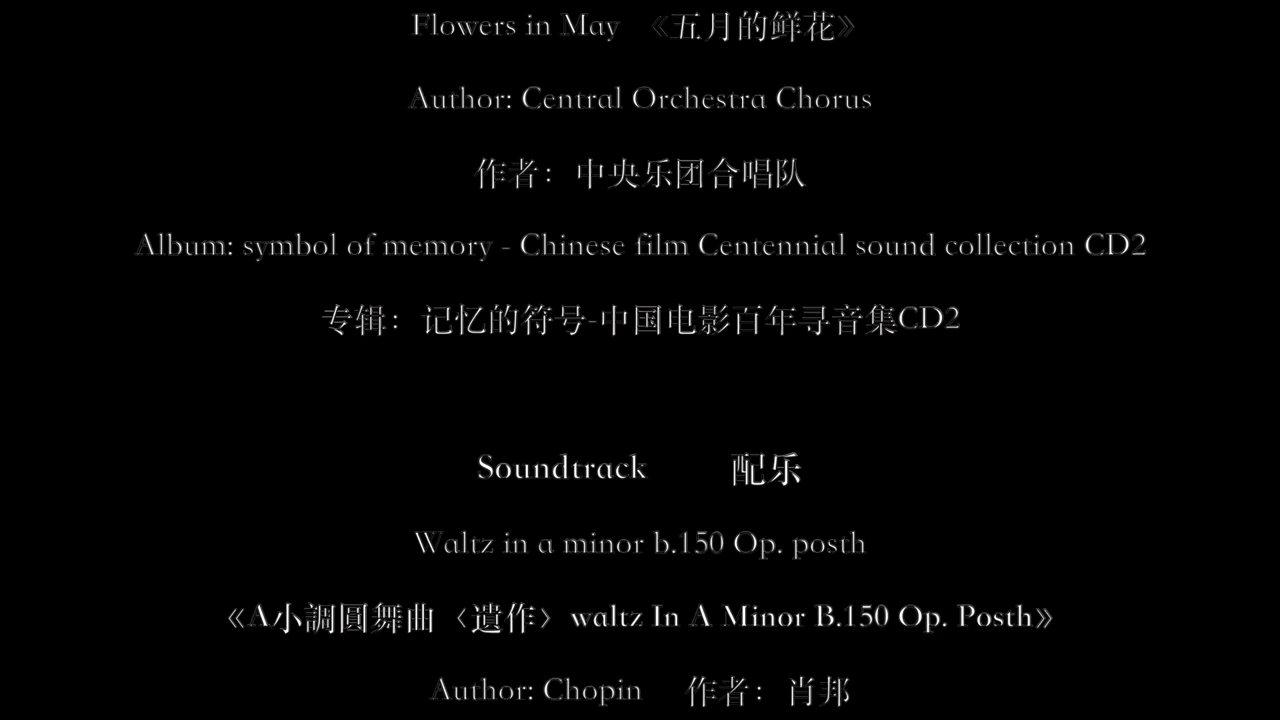 Flowers in May 《五月的鲜花》
Author: Central Orchestra Chorus
作者：中央乐团合唱队
Album: symbol of memory - Chinese film Centennial sound collection CD2
专辑：记忆的符号-中国电影百年寻音集CD2
Soundtrack 配乐
Waltz in a minor b.150 Op. posth
《A小調圓舞曲〈遺作〉waltz In A Minor B.150 Op. Posth》
Author: Chopin 作者：肖邦